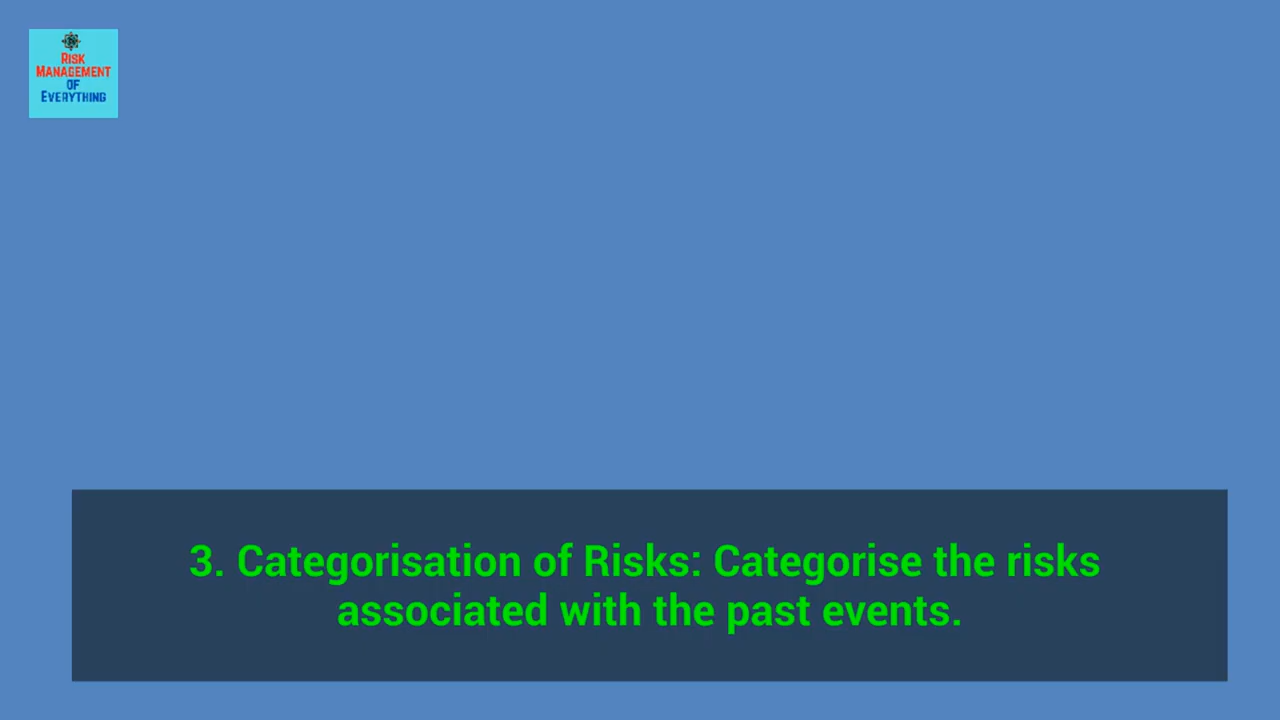 RISK
MANAGEMENT
OF
EVERYTHING
3. Categorisation of Risks: Categorise the risks
associated with the past events.